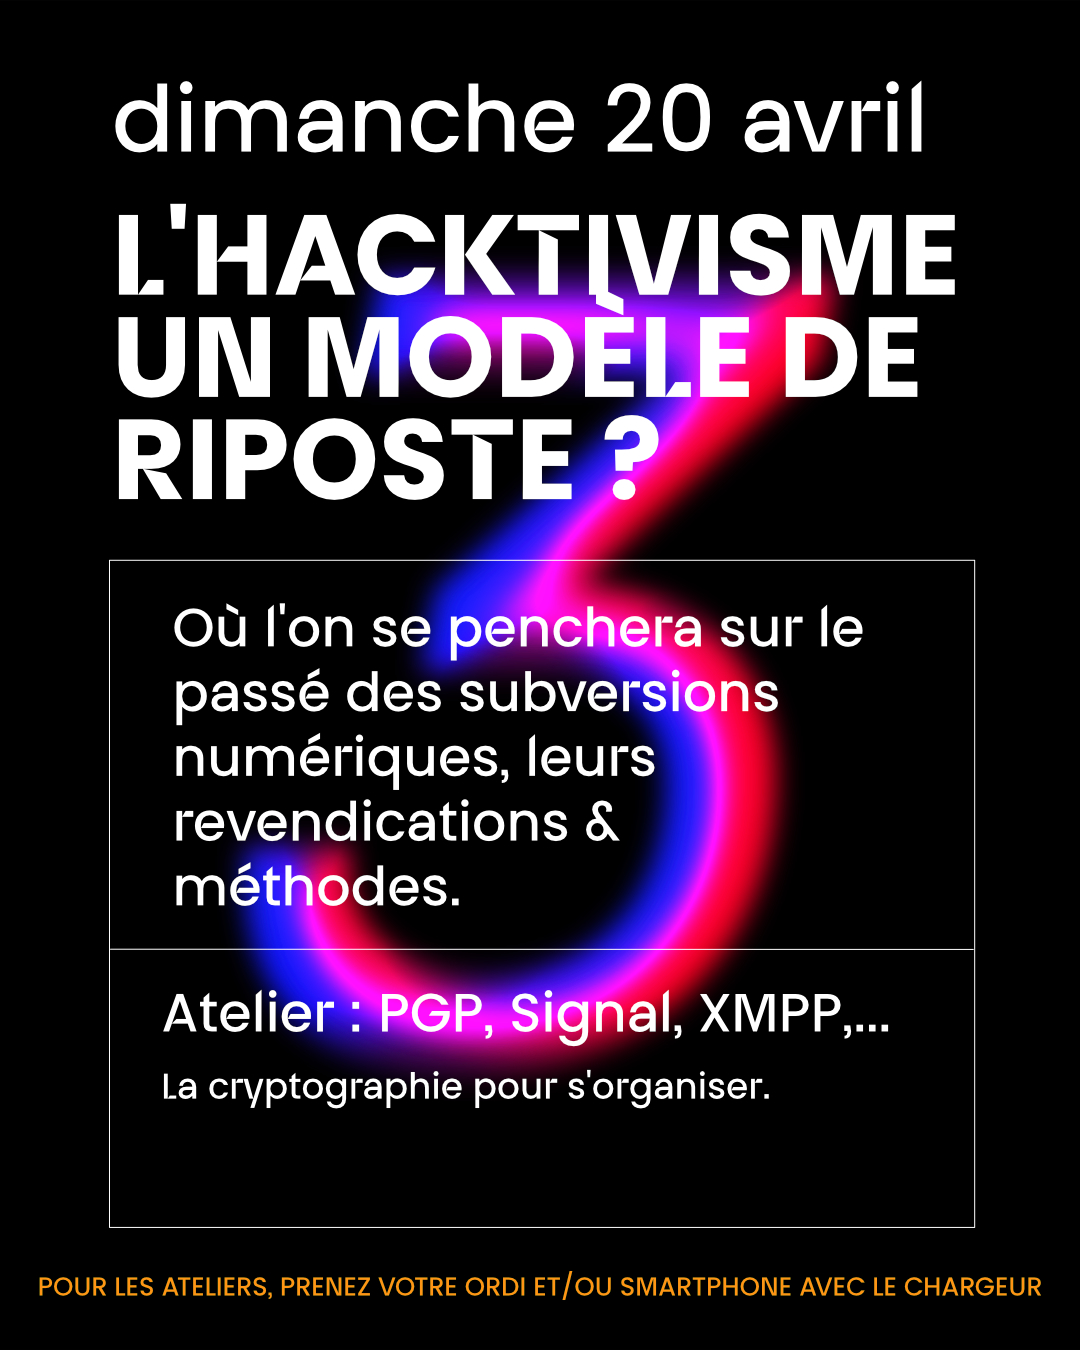 dimanche 20 avril
L'HACKTIVISME
UN MODÈLE DE
RIPOSTE ?
3
Où l'on se penchera sur le
passé des subversions
numériques, leurs
revendications &
méthodes.
Atelier : PGP, Signal, XMPP,...
La cryptographie pour s'organiser.
POUR LES ATELIERS, PRENEZ VOTRE ORDI ET/OU SMARTPHONE AVEC LE CHARGEUR